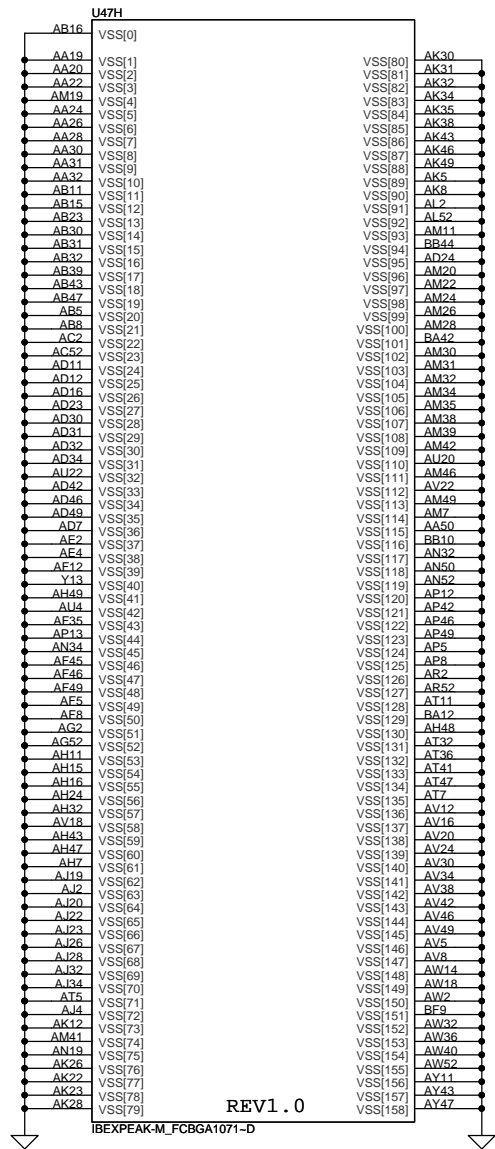 U47H
AB16 VSS[0]
AA19 VSS[1] VSS[80] AK30
AA20 VSS[2] VSS[81] AK31
AA22 VSS[3] VSS[82] AK32
AM19 VSS[4] VSS[83] AK34
AA24 VSS[5] VSS[84] AK35
AA26 VSS[6] VSS[85] AK38
AA28 VSS[7] VSS[86] AK43
AA30 VSS[8] VSS[87] AK46
AA31 VSS[9] VSS[88] AK49
AA32 VSS[10] VSS[89] AK5
AB11 VSS[11] VSS[90] AK8
AB15 VSS[12] VSS[91] AL2
AB23 VSS[13] VSS[92] AL52
AB30 VSS[14] VSS[93] AM11
AB31 VSS[15] VSS[94] BB44
AB32 VSS[16] VSS[95] AD24
AB39 VSS[17] VSS[96] AM20
AB43 VSS[18] VSS[97] AM22
AB47 VSS[19] VSS[98] AM24
AB5 VSS[20] VSS[99] AM26
AB8 VSS[21] VSS[100] AM28
AC2 VSS[22] VSS[101] BA42
AC52 VSS[23] VSS[102] AM30
AD11 VSS[24] VSS[103] AM31
AD12 VSS[25] VSS[104] AM32
AD16 VSS[26] VSS[105] AM34
AD23 VSS[27] VSS[106] AM35
AD30 VSS[28] VSS[107] AM38
AD31 VSS[29] VSS[108] AM39
AD32 VSS[30] VSS[109] AM42
AD34 VSS[31] VSS[110] AU20
AU22 VSS[32] VSS[111] AM46
AD42 VSS[33] VSS[112] AV22
AD46 VSS[34] VSS[113] AM49
AD49 VSS[35] VSS[114] AM7
AD7 VSS[36] VSS[115] AA50
AE2 VSS[37] VSS[116] BB10
AE4 VSS[38] VSS[117] AN32
AF12 VSS[39] VSS[118] AN50
Y13 VSS[40] VSS[119] AN52
AH49 VSS[41] VSS[120] AP12
AU4 VSS[42] VSS[121] AP42
AF35 VSS[43] VSS[122] AP46
AP13 VSS[44] VSS[123] AP49
AN34 VSS[45] VSS[124] AP5
AF45 VSS[46] VSS[125] AP8
AF46 VSS[47] VSS[126] AR2
AF49 VSS[48] VSS[127] AR52
AF5 VSS[49] VSS[128] AT11
AF8 VSS[50] VSS[129] BA12
AG2 VSS[51] VSS[130] AH48
AG52 VSS[52] VSS[131] AT32
AH11 VSS[53] VSS[132] AT36
AH15 VSS[54] VSS[133] AT41
AH16 VSS[55] VSS[134] AT47
AH24 VSS[56] VSS[135] AT7
AH32 VSS[57] VSS[136] AV12
AV18 VSS[58] VSS[137] AV16
AH43 VSS[59] VSS[138] AV20
AH47 VSS[60] VSS[139] AV24
AH7 VSS[61] VSS[140] AV30
AJ19 VSS[62] VSS[141] AV34
AJ2 VSS[63] VSS[142] AV38
AJ20 VSS[64] VSS[143] AV42
AJ22 VSS[65] VSS[144] AV46
AJ23 VSS[66] VSS[145] AV49
AJ26 VSS[67] VSS[146] AV5
AJ28 VSS[68] VSS[147] AV8
AJ32 VSS[69] VSS[148] AW14
AJ34 VSS[70] VSS[149] AW18
AT5 VSS[71] VSS[150] AW2
AJ4 VSS[72] VSS[151] BF9
AK12 VSS[73] VSS[152] AW32
AM41 VSS[74] VSS[153] AW36
AN19 VSS[75] VSS[154] AW40
AK26 VSS[76] VSS[155] AW52
AK22 VSS[77] VSS[156] AY11
AK23 VSS[78] VSS[157] AY43
AK28 VSS[79] VSS[158] AY47
REV1.0
IBEXPEAK-M_FCBGA1071~D